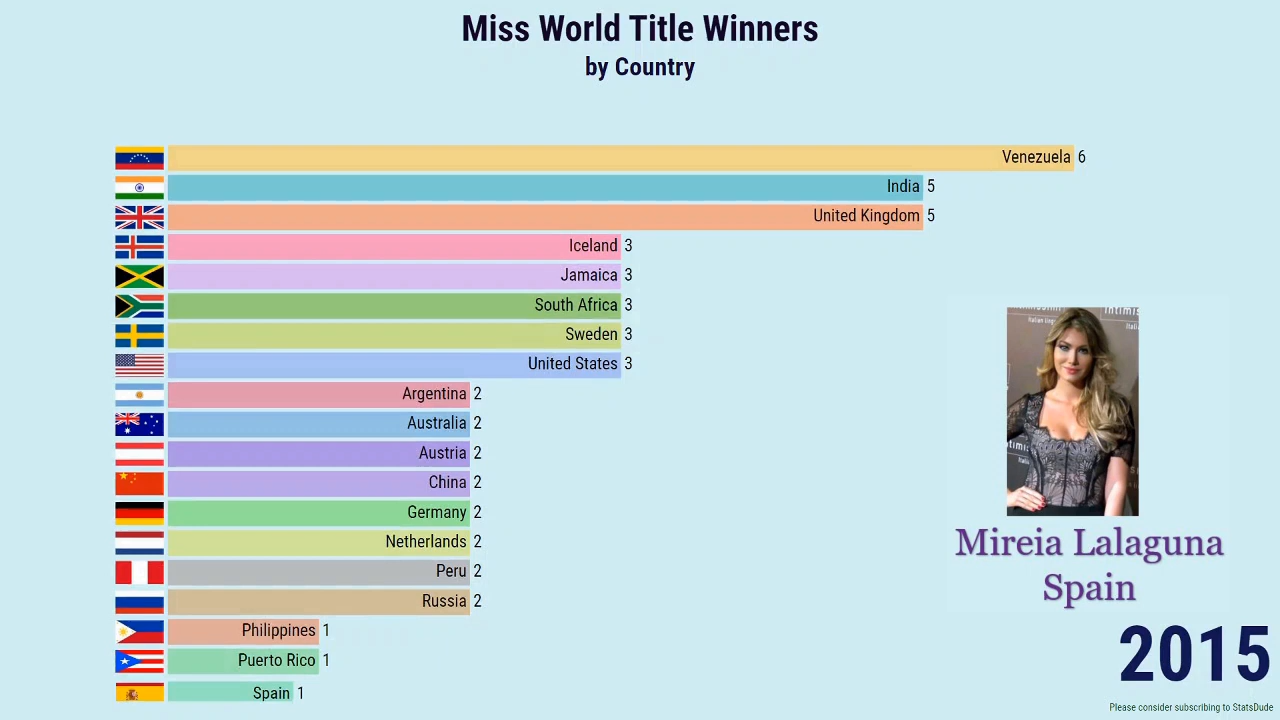 Miss World Title Winners
by Country
Venezuela 6
India 5
United Kingdom 5
Iceland 3
Jamaica 3
South Africa 3
Sweden 3
United States 3
Argentina 2
Australia 2
Austria 2
China 2
Germany 2
Netherlands 2
Peru 2
Russia 2
Philippines 1
Puerto Rico 1
Spain 1
Mireia Lalaguna
Spain
2015
Please consider subscribing to StatsDude